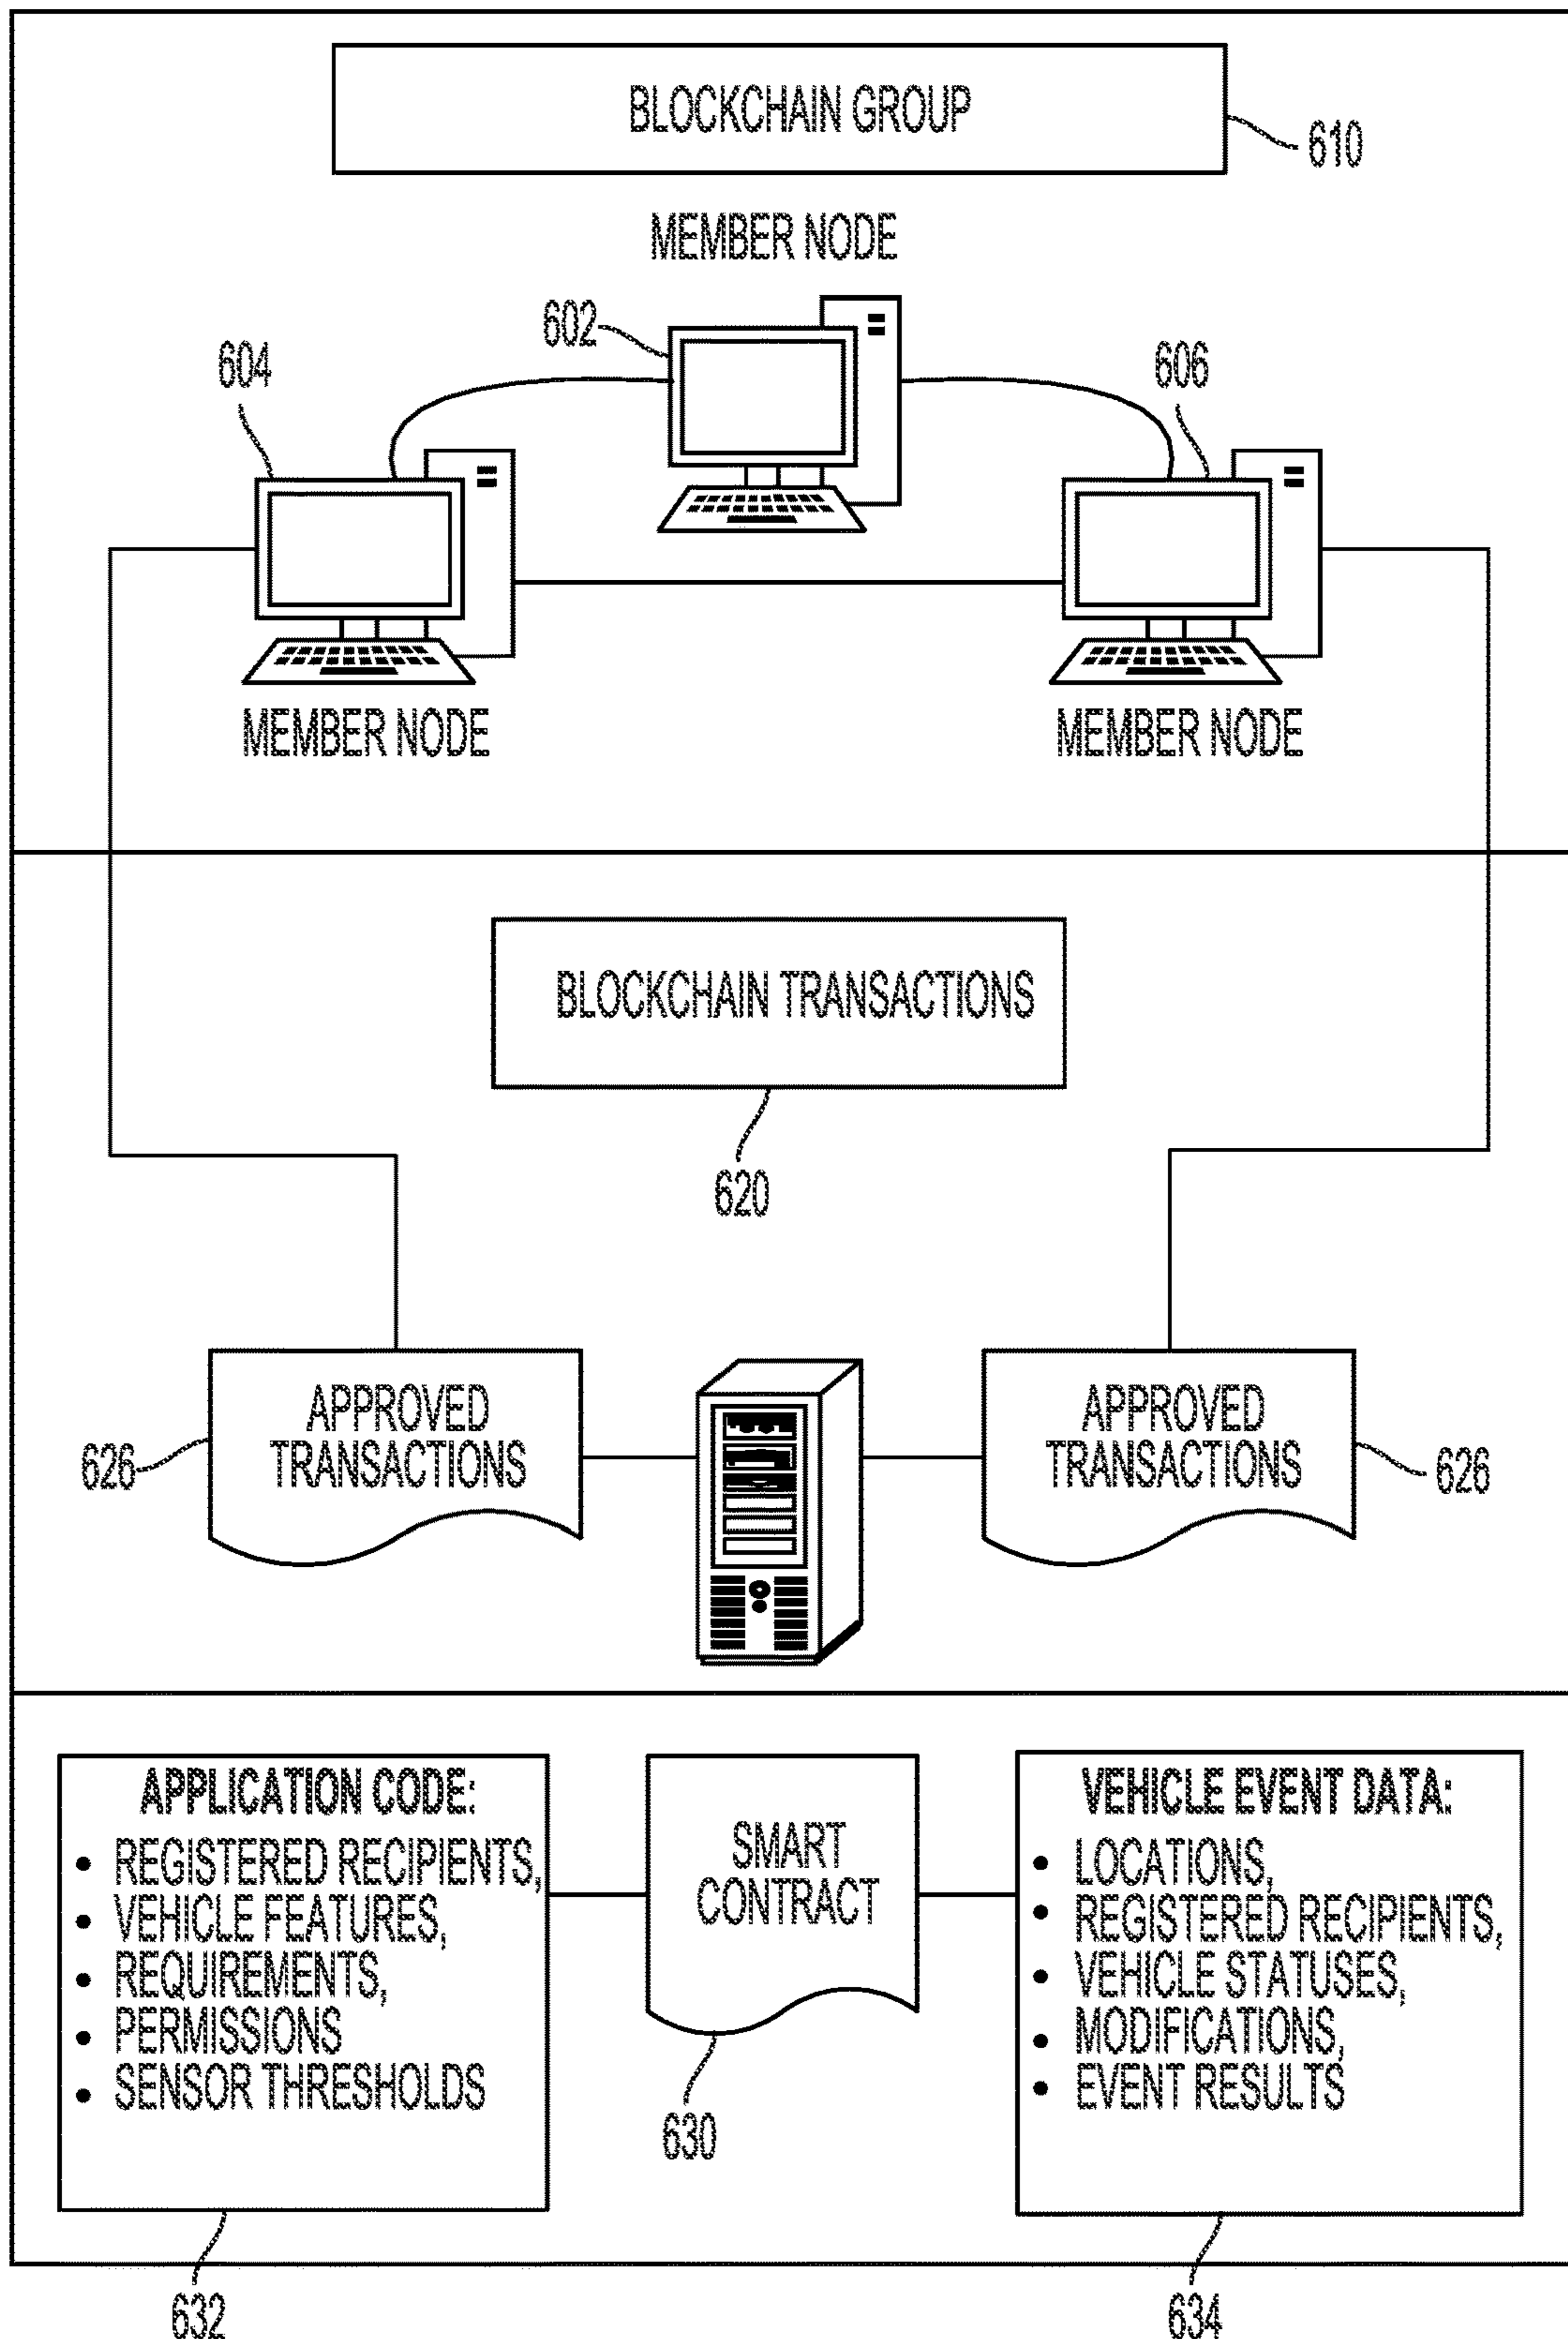 BLOCKCHAIN GROUP
610
MEMBER NODE
602
604
606
MEMBER NODE
MEMBER NODE
BLOCKCHAIN TRANSACTIONS
620
APPROVED
TRANSACTIONS
626
APPROVED
TRANSACTIONS
626
APPLICATION CODE:
• REGISTERED RECIPIENTS,
• VEHICLE FEATURES,
• REQUIREMENTS,
• PERMISSIONS
• SENSOR THRESHOLDS
632
SMART
CONTRACT
630
VEHICLE EVENT DATA:
• LOCATIONS,
• REGISTERED RECIPIENTS,
• VEHICLE STATUSES,
• MODIFICATIONS,
• EVENT RESULTS
634